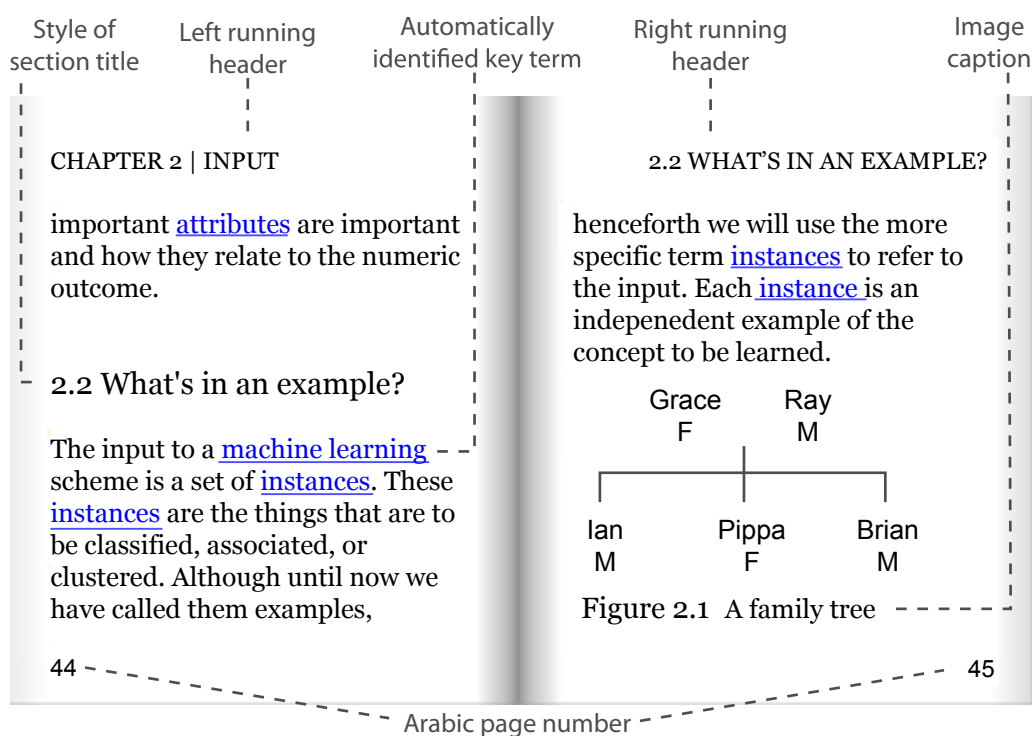 Style of
section title
Left running
header
Automatically
identified key term
Right running
header
Image
caption
CHAPTER 2 | INPUT
important attributes are important
and how they relate to the numeric
outcome.
2.2 What's in an example?
The input to a machine learning
scheme is a set of instances. These
instances are the things that are to
be classified, associated, or
clustered. Although until now we
have called them examples,
44
2.2 WHAT’S IN AN EXAMPLE?
henceforth we will use the more
specific term instances to refer to
the input. Each instance is an
indepenedent example of the
concept to be learned.
Grace Ray
F M
Ian Pippa Brian
M F M
Figure 2.1 A family tree
45
Arabic page number